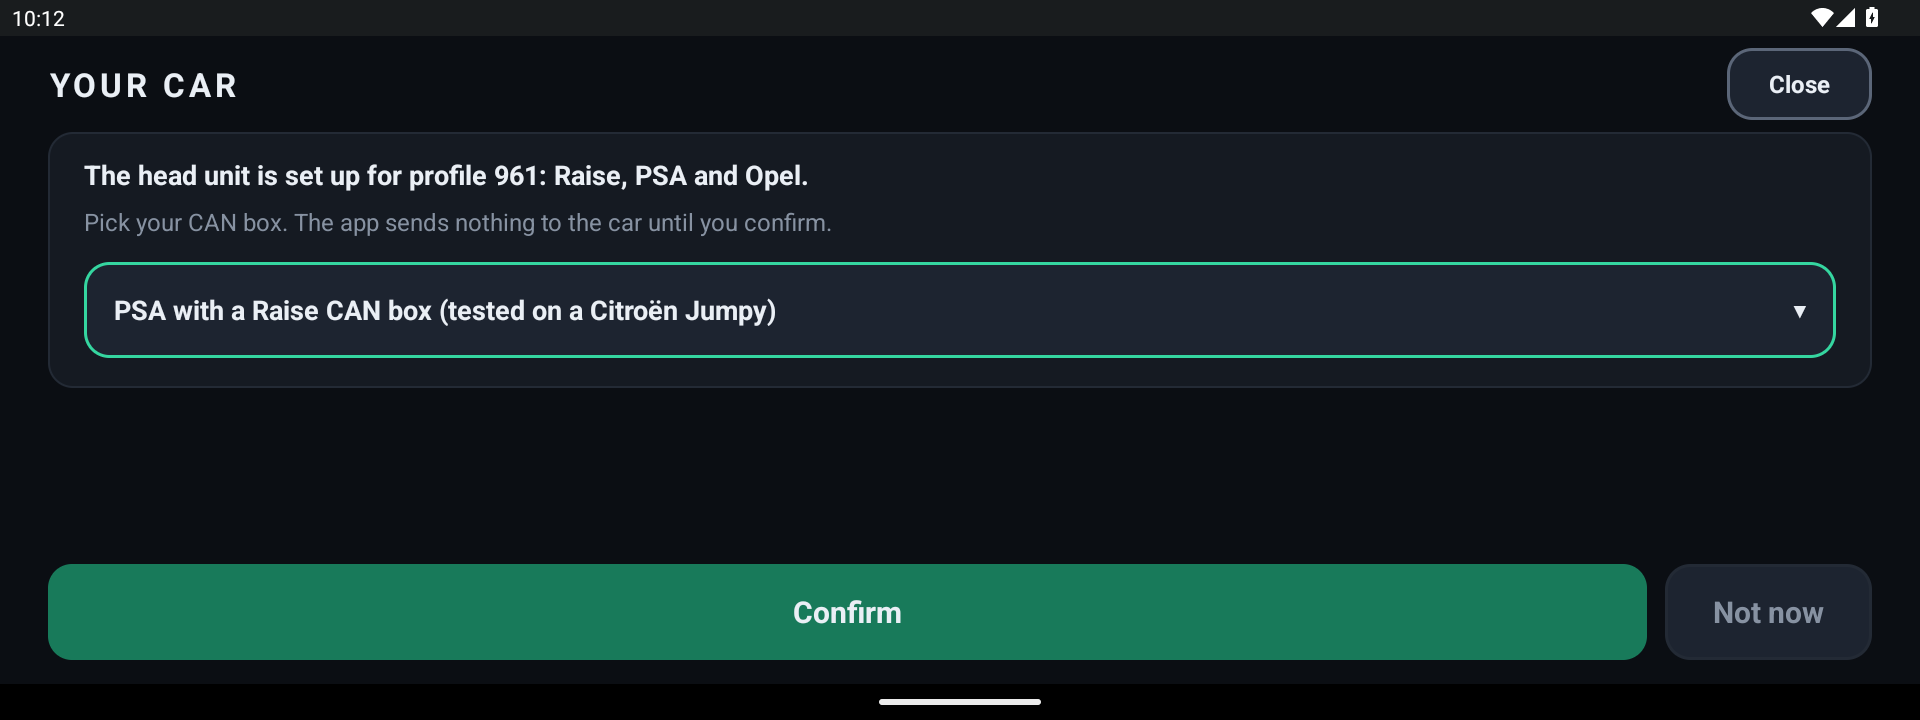 10:12
YOUR CAR
Close
The head unit is set up for profile 961: Raise, PSA and Opel.
Pick your CAN box. The app sends nothing to the car until you confirm.
PSA with a Raise CAN box (tested on a Citroën Jumpy)
Confirm
Not now